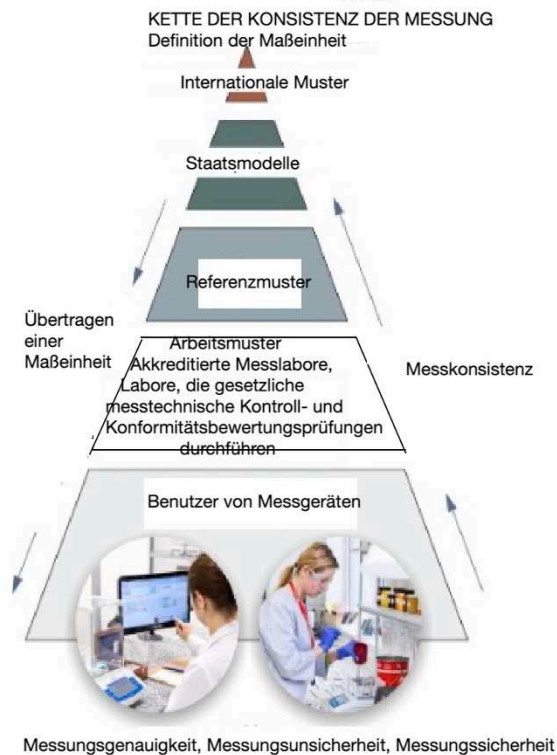 KETTE DER KONSISTENZ DER MESSUNG
Definition der Maßeinheit
Internationale Muster
Staatsmodelle
Referenzmuster
Übertragen
einer
Maßeinheit
Arbeitsmuster
Akkreditierte Messlabore,
Labore, die gesetzliche
messtechnische Kontroll- und
Konformitätsbewertungsprüfungen
durchführen
Messkonsistenz
Benutzer von Messgeräten
Messungsgenauigkeit, Messungsunsicherheit, Messungssicherheit